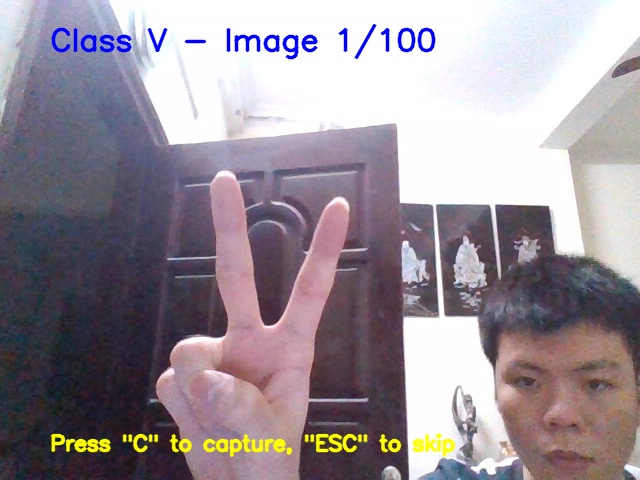 Class V - Image 1/100
Press "C" to capture, "ESC" to skip